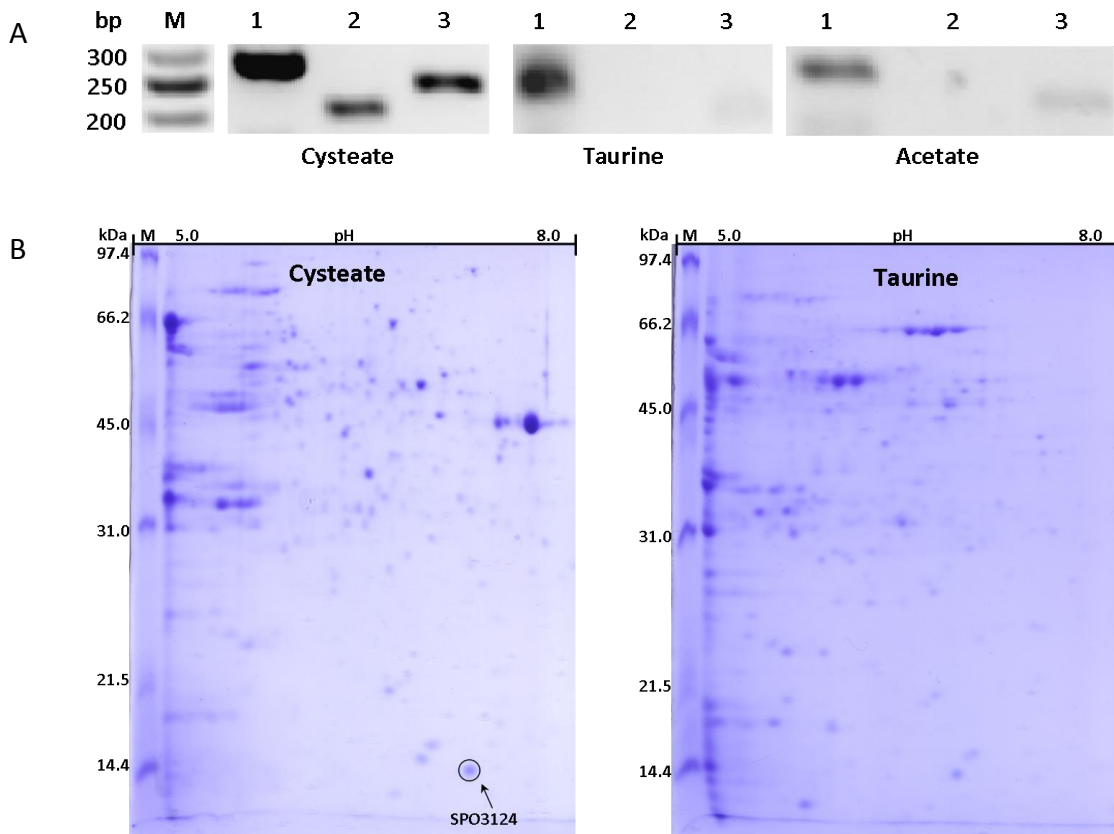 A
bp M 1 2 3 1 2 3 1 2 3
300
250
200
Cysteate Taurine Acetate
B
kDa M 5.0 pH 8.0
97.4
Cysteate
66.2
45.0
31.0
21.5
14.4
SPO3124
kDa M 5.0 pH 8.0
97.4
Taurine
66.2
45.0
31.0
21.5
14.4